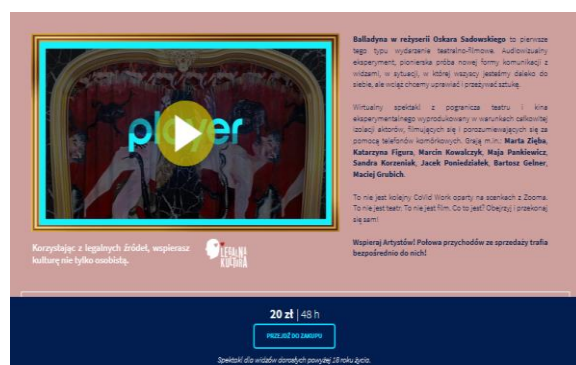 Balladyna w reżyserii Oskara Sadowskiego to pierwsze
tego typu wydarzenie teatralno-filmowe. Audiowizualny
eksperyment, pionierska próba nowej formy komunikacji z
widzami, w sytuacji, w której wszyscy jesteśmy daleko do
siebie, ale wciąż chcemy uprawiać i przeżywać sztukę.
Wirtualny spektakl z pogranicza teatru i kina
eksperymentalnego wyprodukowany w warunkach całkowitej
izolacji aktorów, filmujących się i porozumiewających się za
pomocą telefonów komórkowych. Grają m.in.: Marta Zięba,
Katarzyna Figura, Marcin Kowalczyk, Maja Pankiewicz,
Sandra Korzeniak, Jacek Poniedziałek, Bartosz Gelner,
Maciej Grubich.
To nie jest kolejny CoVid Work oparty na scenkach z Zooma.
To nie jest teatr. To nie jest film. Co to jest? Obejrzyj i przekonaj
się sam!
Wspieraj Artystów! Połowa przychodów ze sprzedaży trafia
bezpośrednio do nich!
player
Korzystając z legalnych źródeł, wspierasz
kulturę nie tylko osobistą.
LEGALNA
KULTURA
20 zł | 48 h
PRZEJDŹ DO ZAKUPU
Spektakl dla widzów dorosłych powyżej 18 roku życia.